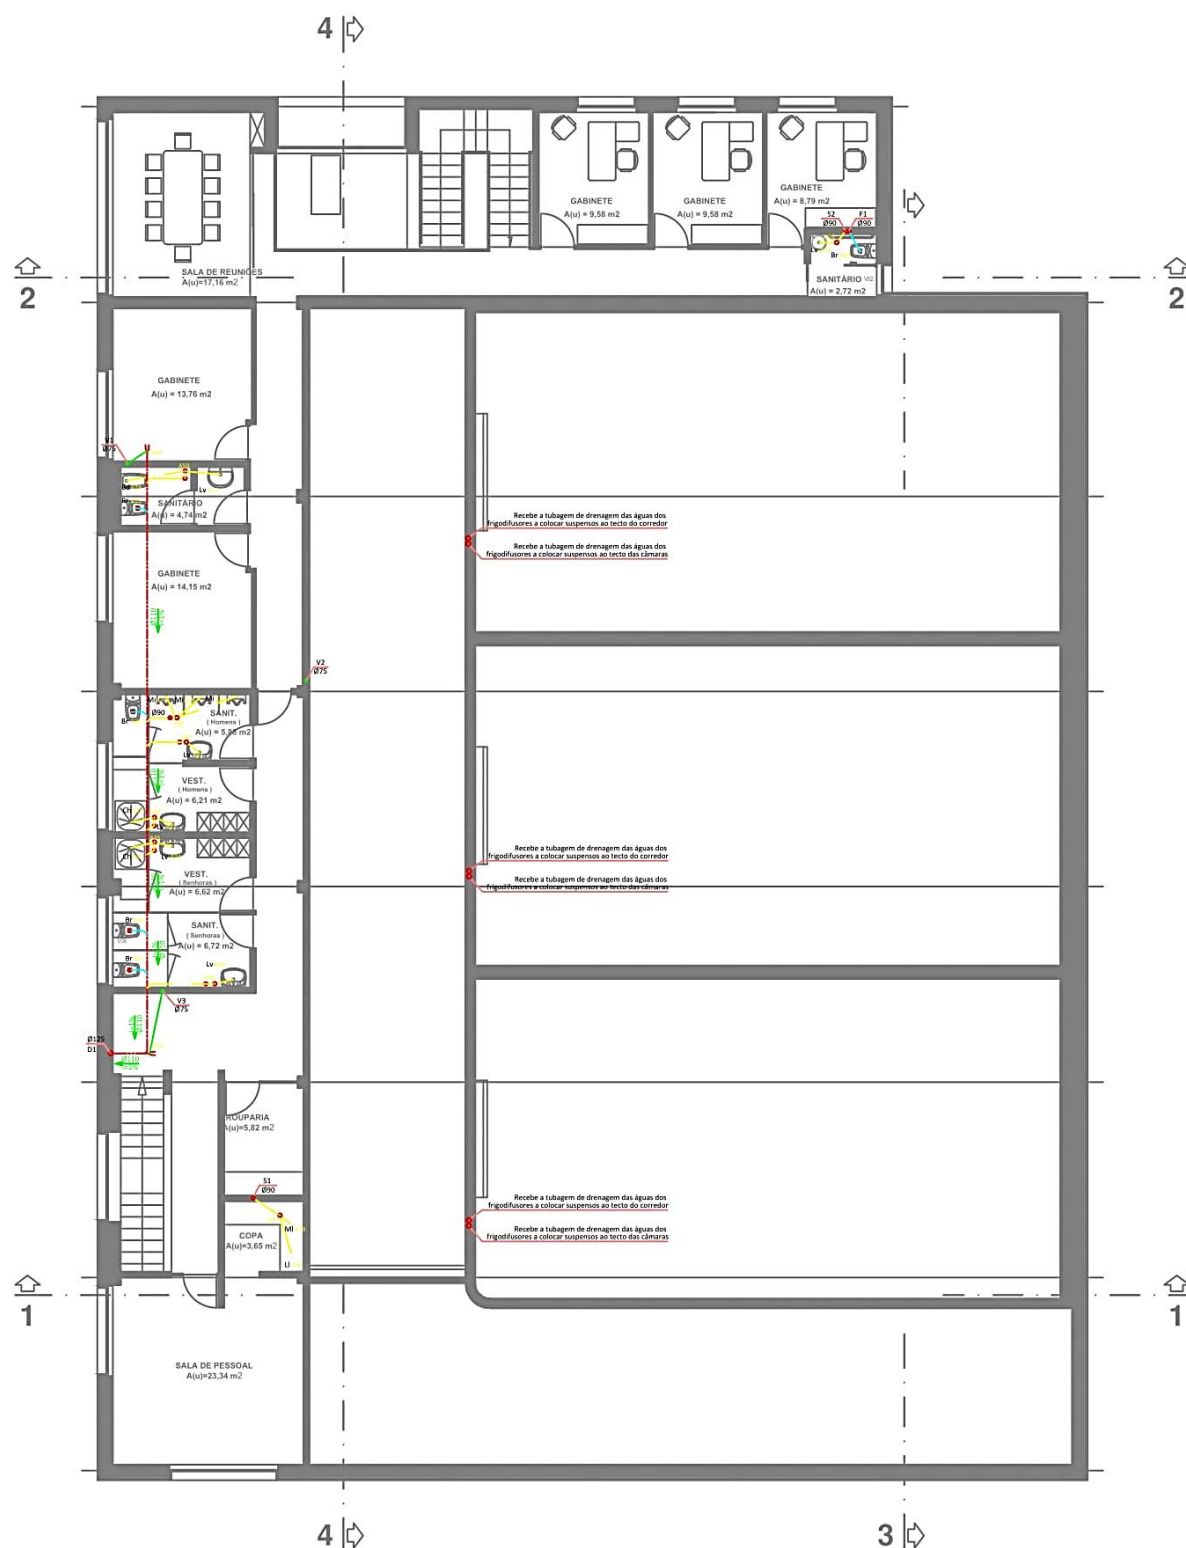 4
GABINETE
A(u) = 9,58 m2
GABINETE
A(u) = 9,58 m2
GABINETE
A(u) = 8,79 m2
S2
Ø90
F1
Ø90
Br
SANITÁRIO
A(u) = 2,72 m2
SALA DE REUNIÕES
A(u)=17,16 m2
2
2
GABINETE
A(u) = 13,76 m2
V1
Ø75
Lv
SANITÁRIO
A(u) = 4,74 m2
Recebe a tubagem de drenagem das águas dos
frigodifusores a colocar suspensos ao tecto do corredor
Recebe a tubagem de drenagem das águas dos
frigodifusores a colocar suspensos ao tecto das câmaras
GABINETE
A(u) = 14,15 m2
Ø110
V2
Ø75
Mi
Mi
Mi
Ø90
Br
SANIT.
( Homens )
Lv
VEST.
( Homens )
A(u) = 6,21 m2
Ch
Ch
Lv
VEST.
( Senhoras )
A(u) = 6,62 m2
Recebe a tubagem de drenagem das águas dos
frigodifusores a colocar suspensos ao tecto do corredor
Recebe a tubagem de drenagem das águas dos
frigodifusores a colocar suspensos ao tecto das câmaras
Br
SANIT.
( Senhoras )
A(u) = 6,72 m2
Br
Lv
V3
Ø75
Ø110
Ø125
D1
Ø110
ROUPARIA
A(u)=5,82 m2
S1
Ø90
Recebe a tubagem de drenagem das águas dos
frigodifusores a colocar suspensos ao tecto do corredor
Recebe a tubagem de drenagem das águas dos
frigodifusores a colocar suspensos ao tecto das câmaras
Ml
COPA
A(u)=3,65 m2
Ll
1
1
SALA DE PESSOAL
A(u)=23,34 m2
4
3